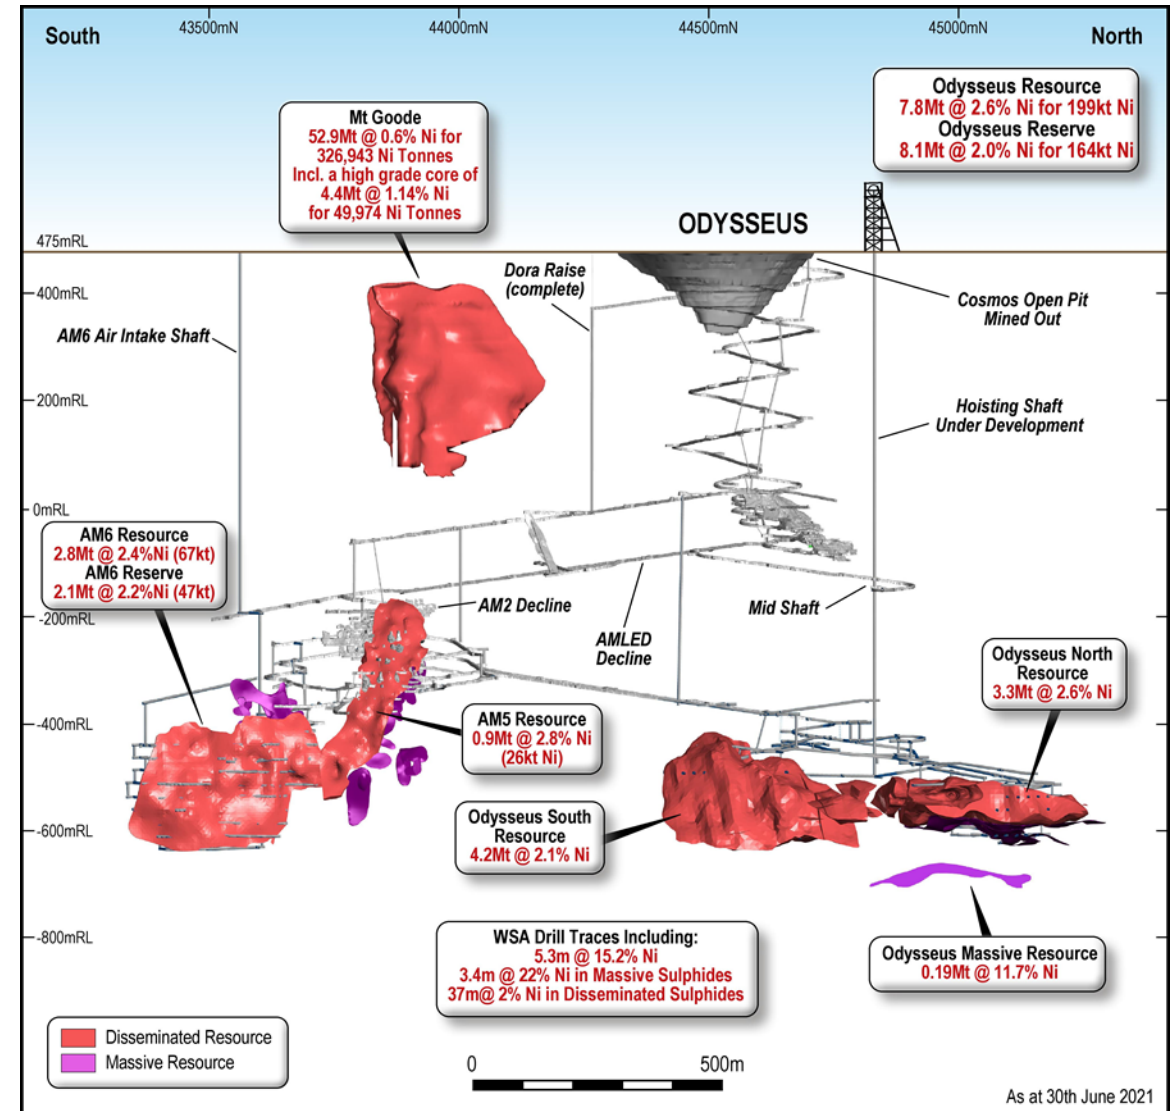 South
43500mN
44000mN
44500mN
45000mN
North
Odysseus Resource
7.8Mt @ 2.6% Ni for 199kt Ni
Odysseus Reserve
8.1Mt @ 2.0% Ni for 164kt Ni
Mt Goode
52.9Mt @ 0.6% Ni for
326,943 Ni Tonnes
Incl. a high grade core of
4.4Mt @ 1.14% Ni
for 49,974 Ni Tonnes
ODYSSEUS
475mRL
Dora Raise
(complete)
400mRL
Cosmos Open Pit
Mined Out
AM6 Air Intake Shaft
200mRL
Hoisting Shaft
Under Development
0mRL
AM6 Resource
2.8Mt @ 2.4%Ni (67kt)
AM6 Reserve
2.1Mt @ 2.2%Ni (47kt)
AM2 Decline
Mid Shaft
-200mRL
AMLED
Decline
Odysseus North
Resource
3.3Mt @ 2.6% Ni
-400mRL
AM5 Resource
0.9Mt @ 2.8% Ni
(26kt Ni)
Odysseus South
Resource
4.2Mt @ 2.1% Ni
-600mRL
-800mRL
WSA Drill Traces Including:
5.3m @ 15.2% Ni
3.4m @ 22% Ni in Massive Sulphides
37m@ 2% Ni in Disseminated Sulphides
Odysseus Massive Resource
0.19Mt @ 11.7% Ni
Disseminated Resource
Massive Resource
0
500m
As at 30th June 2021